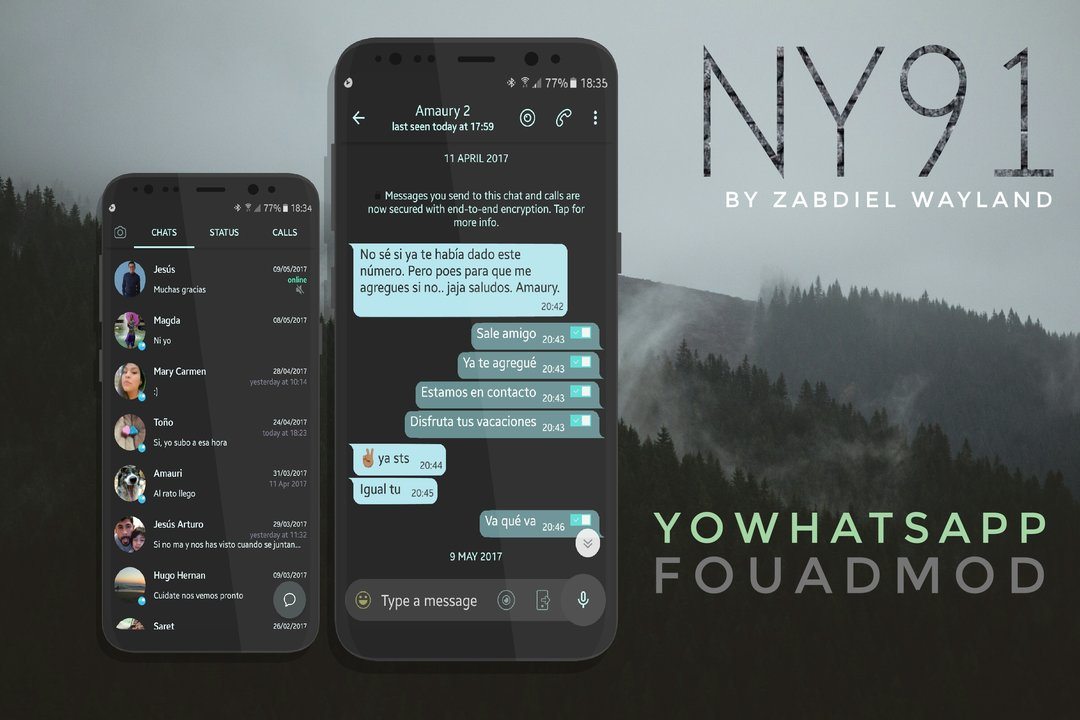 18:34
77%
CHATS STATUS CALLS
Jesús 09/05/2017
online
Muchas gracias
Magda 08/05/2017
Ni yo
Mary Carmen 28/04/2017
yesterday at 10:14
:)
Toño 24/04/2017
today at 18:23
Si, yo subo a esa hora
Amauri 31/03/2017
11 Apr 2017
Al rato llego
Jesús Arturo 29/03/2017
yesterday at 11:32
Si no ma y nos has visto cuando se juntan...
Hugo Hernan 09/03/2017
Cuidate nos vemos pronto
Saret 26/02/2017
77% 18:35
Amaury 2
last seen today at 17:59
11 APRIL 2017
Messages you send to this chat and calls are
now secured with end-to-end encryption. Tap for
more info.
No sé si ya te había dado este
número. Pero poes para que me
agregues si no.. jaja saludos. Amaury.
20:42
Sale amigo 20:43
Ya te agregué 20:43
Estamos en contacto 20:43
Disfruta tus vacaciones 20:43
✌🏽 ya sts 20:44
Igual tu 20:45
Va qué va 20:46
9 MAY 2017
Type a message
NY91
BY ZABDIEL WAYLAND
YOWHATSAPP
FOUADMOD